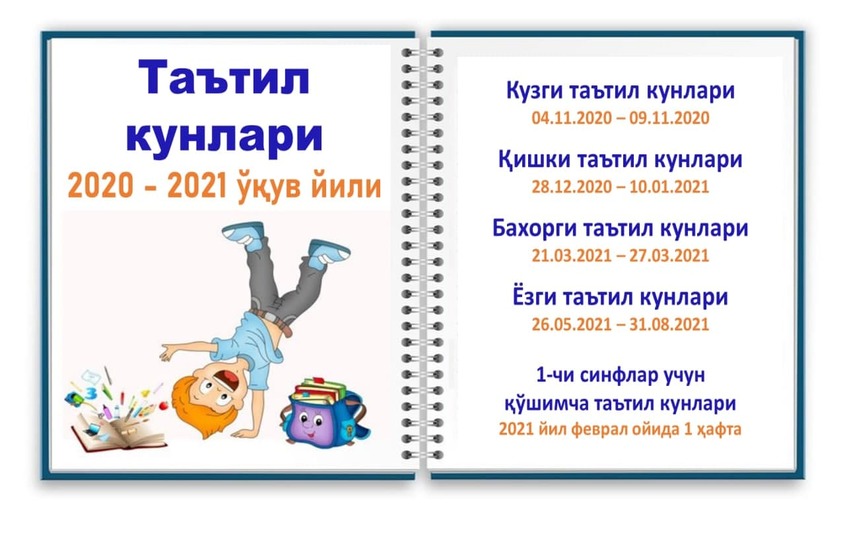 Таътил
кунлари
2020 - 2021 ўқув йили
Кузги таътил кунлари
04.11.2020 – 09.11.2020
Қишки таътил кунлари
28.12.2020 – 10.01.2021
Бахорги таътил кунлари
21.03.2021 – 27.03.2021
Ёзги таътил кунлари
26.05.2021 – 31.08.2021
1-чи синфлар учун
қўшимча таътил кунлари
2021 йил феврал ойида 1 ҳафта